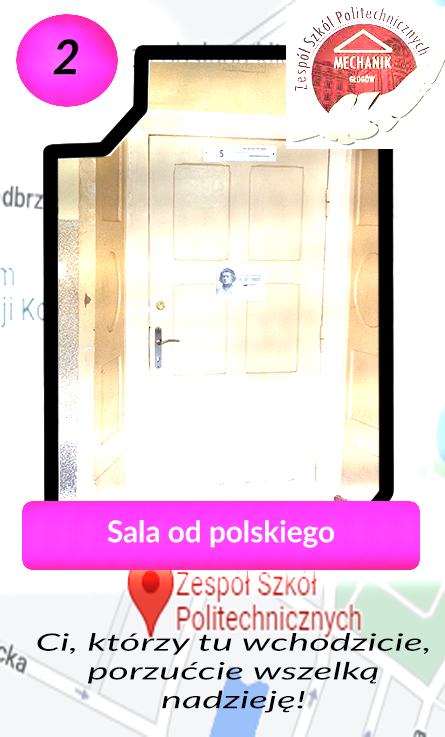 2
Zespół Szkół Politechnicznych
MECHANIK
GŁOGÓW
5
odbrz
m
ji Ko
Sala od polskiego
Zespół Szkół
Politechnicznych
cka
Ci, którzy tu wchodzicie,
porzućcie wszelką
nadzieję!